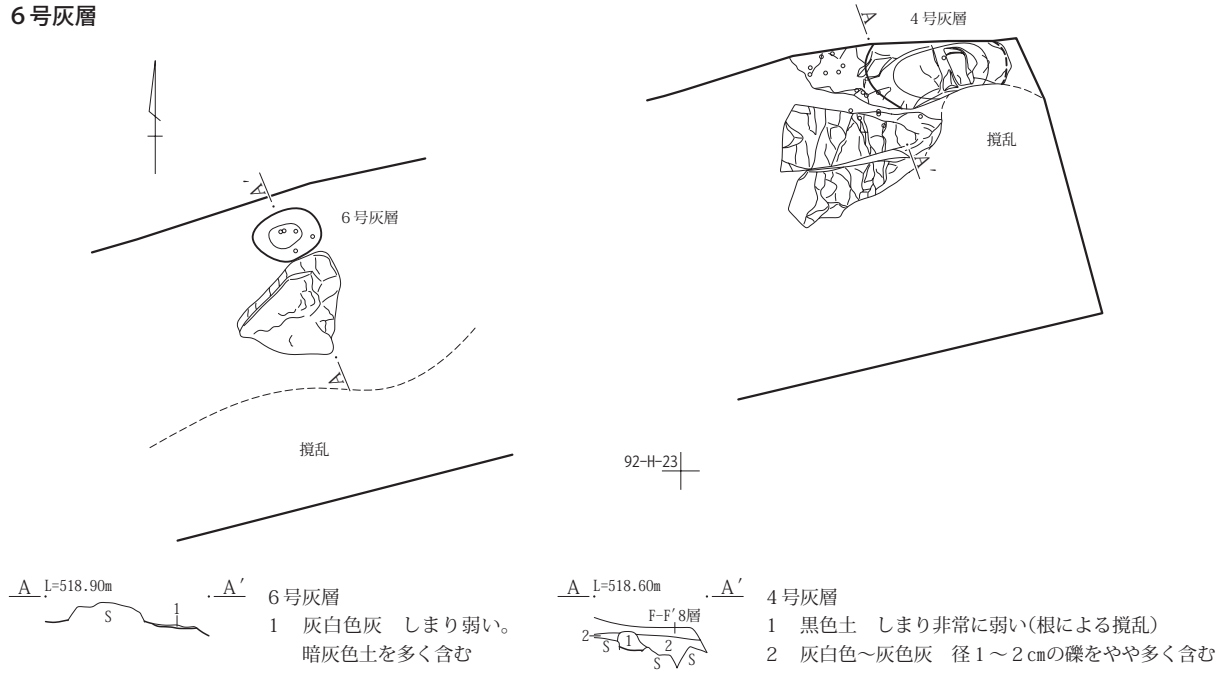 6号灰層
A
4号灰層
撹乱
A′
A′
6号灰層
A
撹乱
92-H-23
A L=518.90m A′
1
S
6号灰層
1 灰白色灰 しまり弱い。
暗灰色土を多く含む
A L=518.60m A′
F-F′8層
2 S 1 2 S S
4号灰層
1 黒色土 しまり非常に弱い(根による撹乱)
2 灰白色~灰色灰 径1~2㎝の礫をやや多く含む